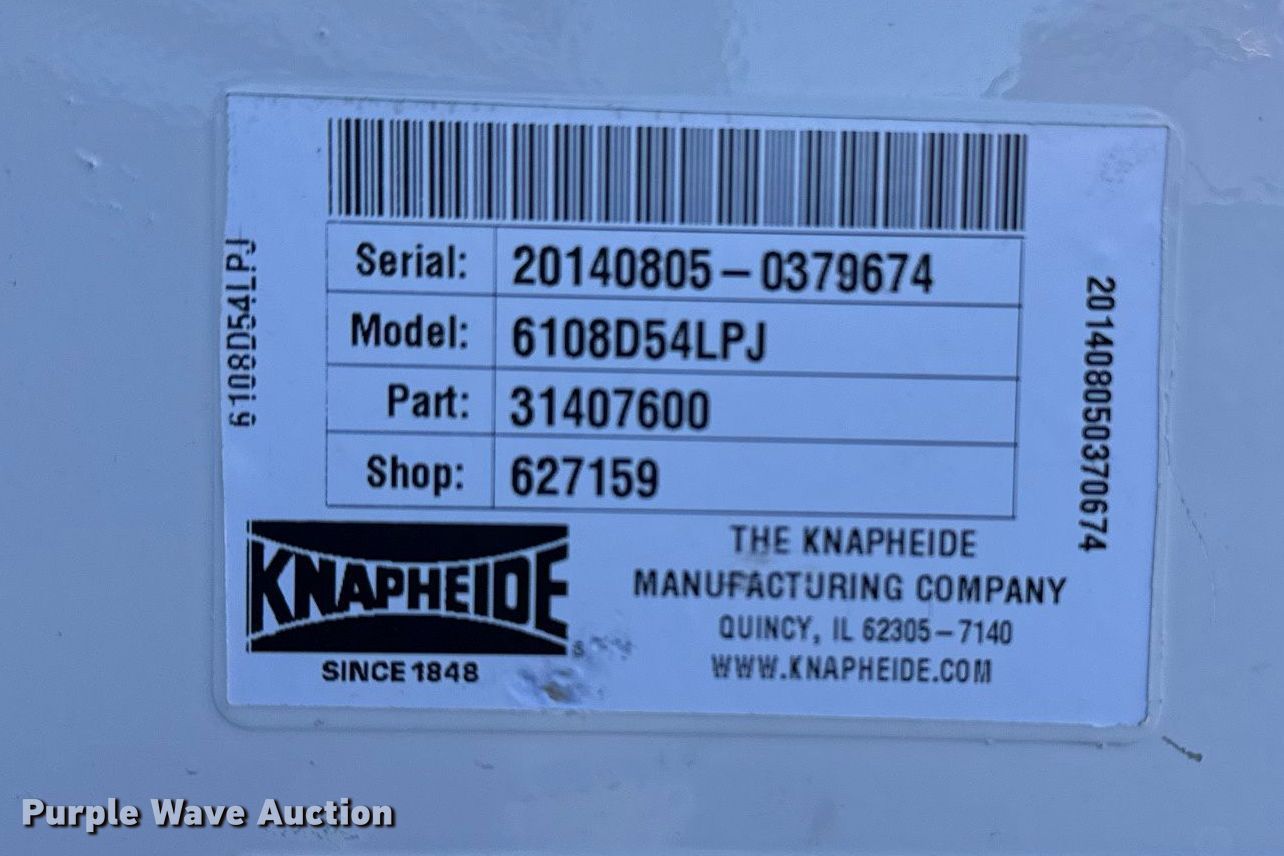 6108D54LPJ
Serial: 20140805-0379674
Model: 6108D54LPJ
Part: 31407600
Shop: 627159
201408050370674
KNAPHEIDE
SINCE 1848
THE KNAPHEIDE
MANUFACTURING COMPANY
QUINCY, IL 62305-7140
WWW.KNAPHEIDE.COM
Purple Wave Auction